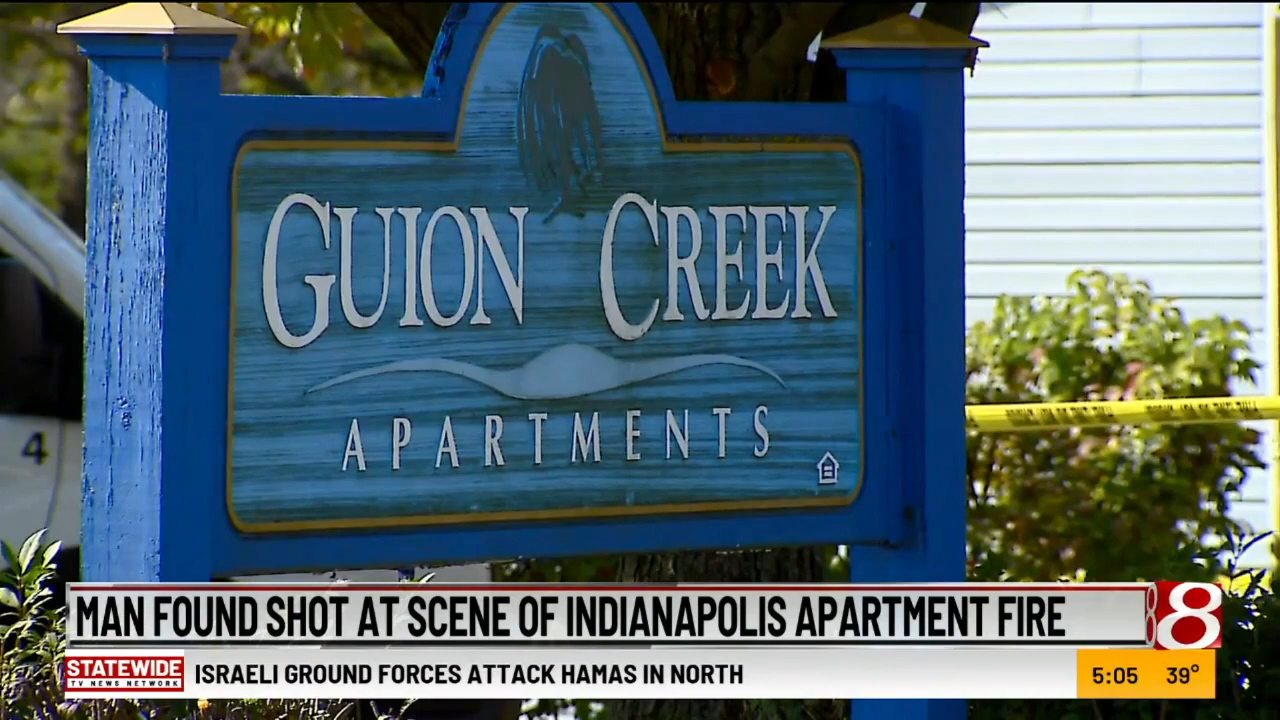 GUION CREEK
APARTMENTS
4
MAN FOUND SHOT AT SCENE OF INDIANAPOLIS APARTMENT FIRE
8
STATEWIDE
TV NEWS NETWORK
ISRAELI GROUND FORCES ATTACK HAMAS IN NORTH
5:05 39°